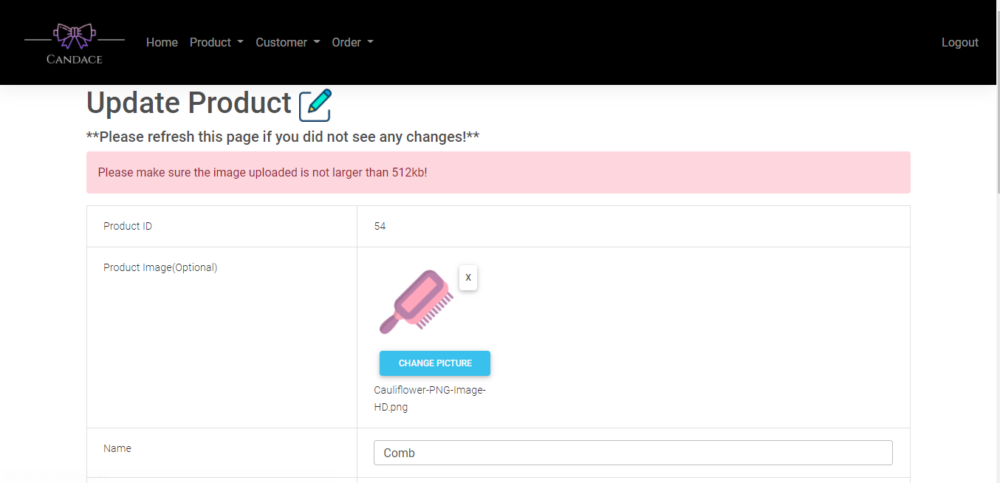 CANDACE
Home Product Customer Order Logout
Update Product
**Please refresh this page if you did not see any changes!**
Please make sure the image uploaded is not larger than 512kb!
Product ID 54
Product Image(Optional)
X
CHANGE PICTURE
Cauliflower-PNG-Image-
HD.png
Name Comb